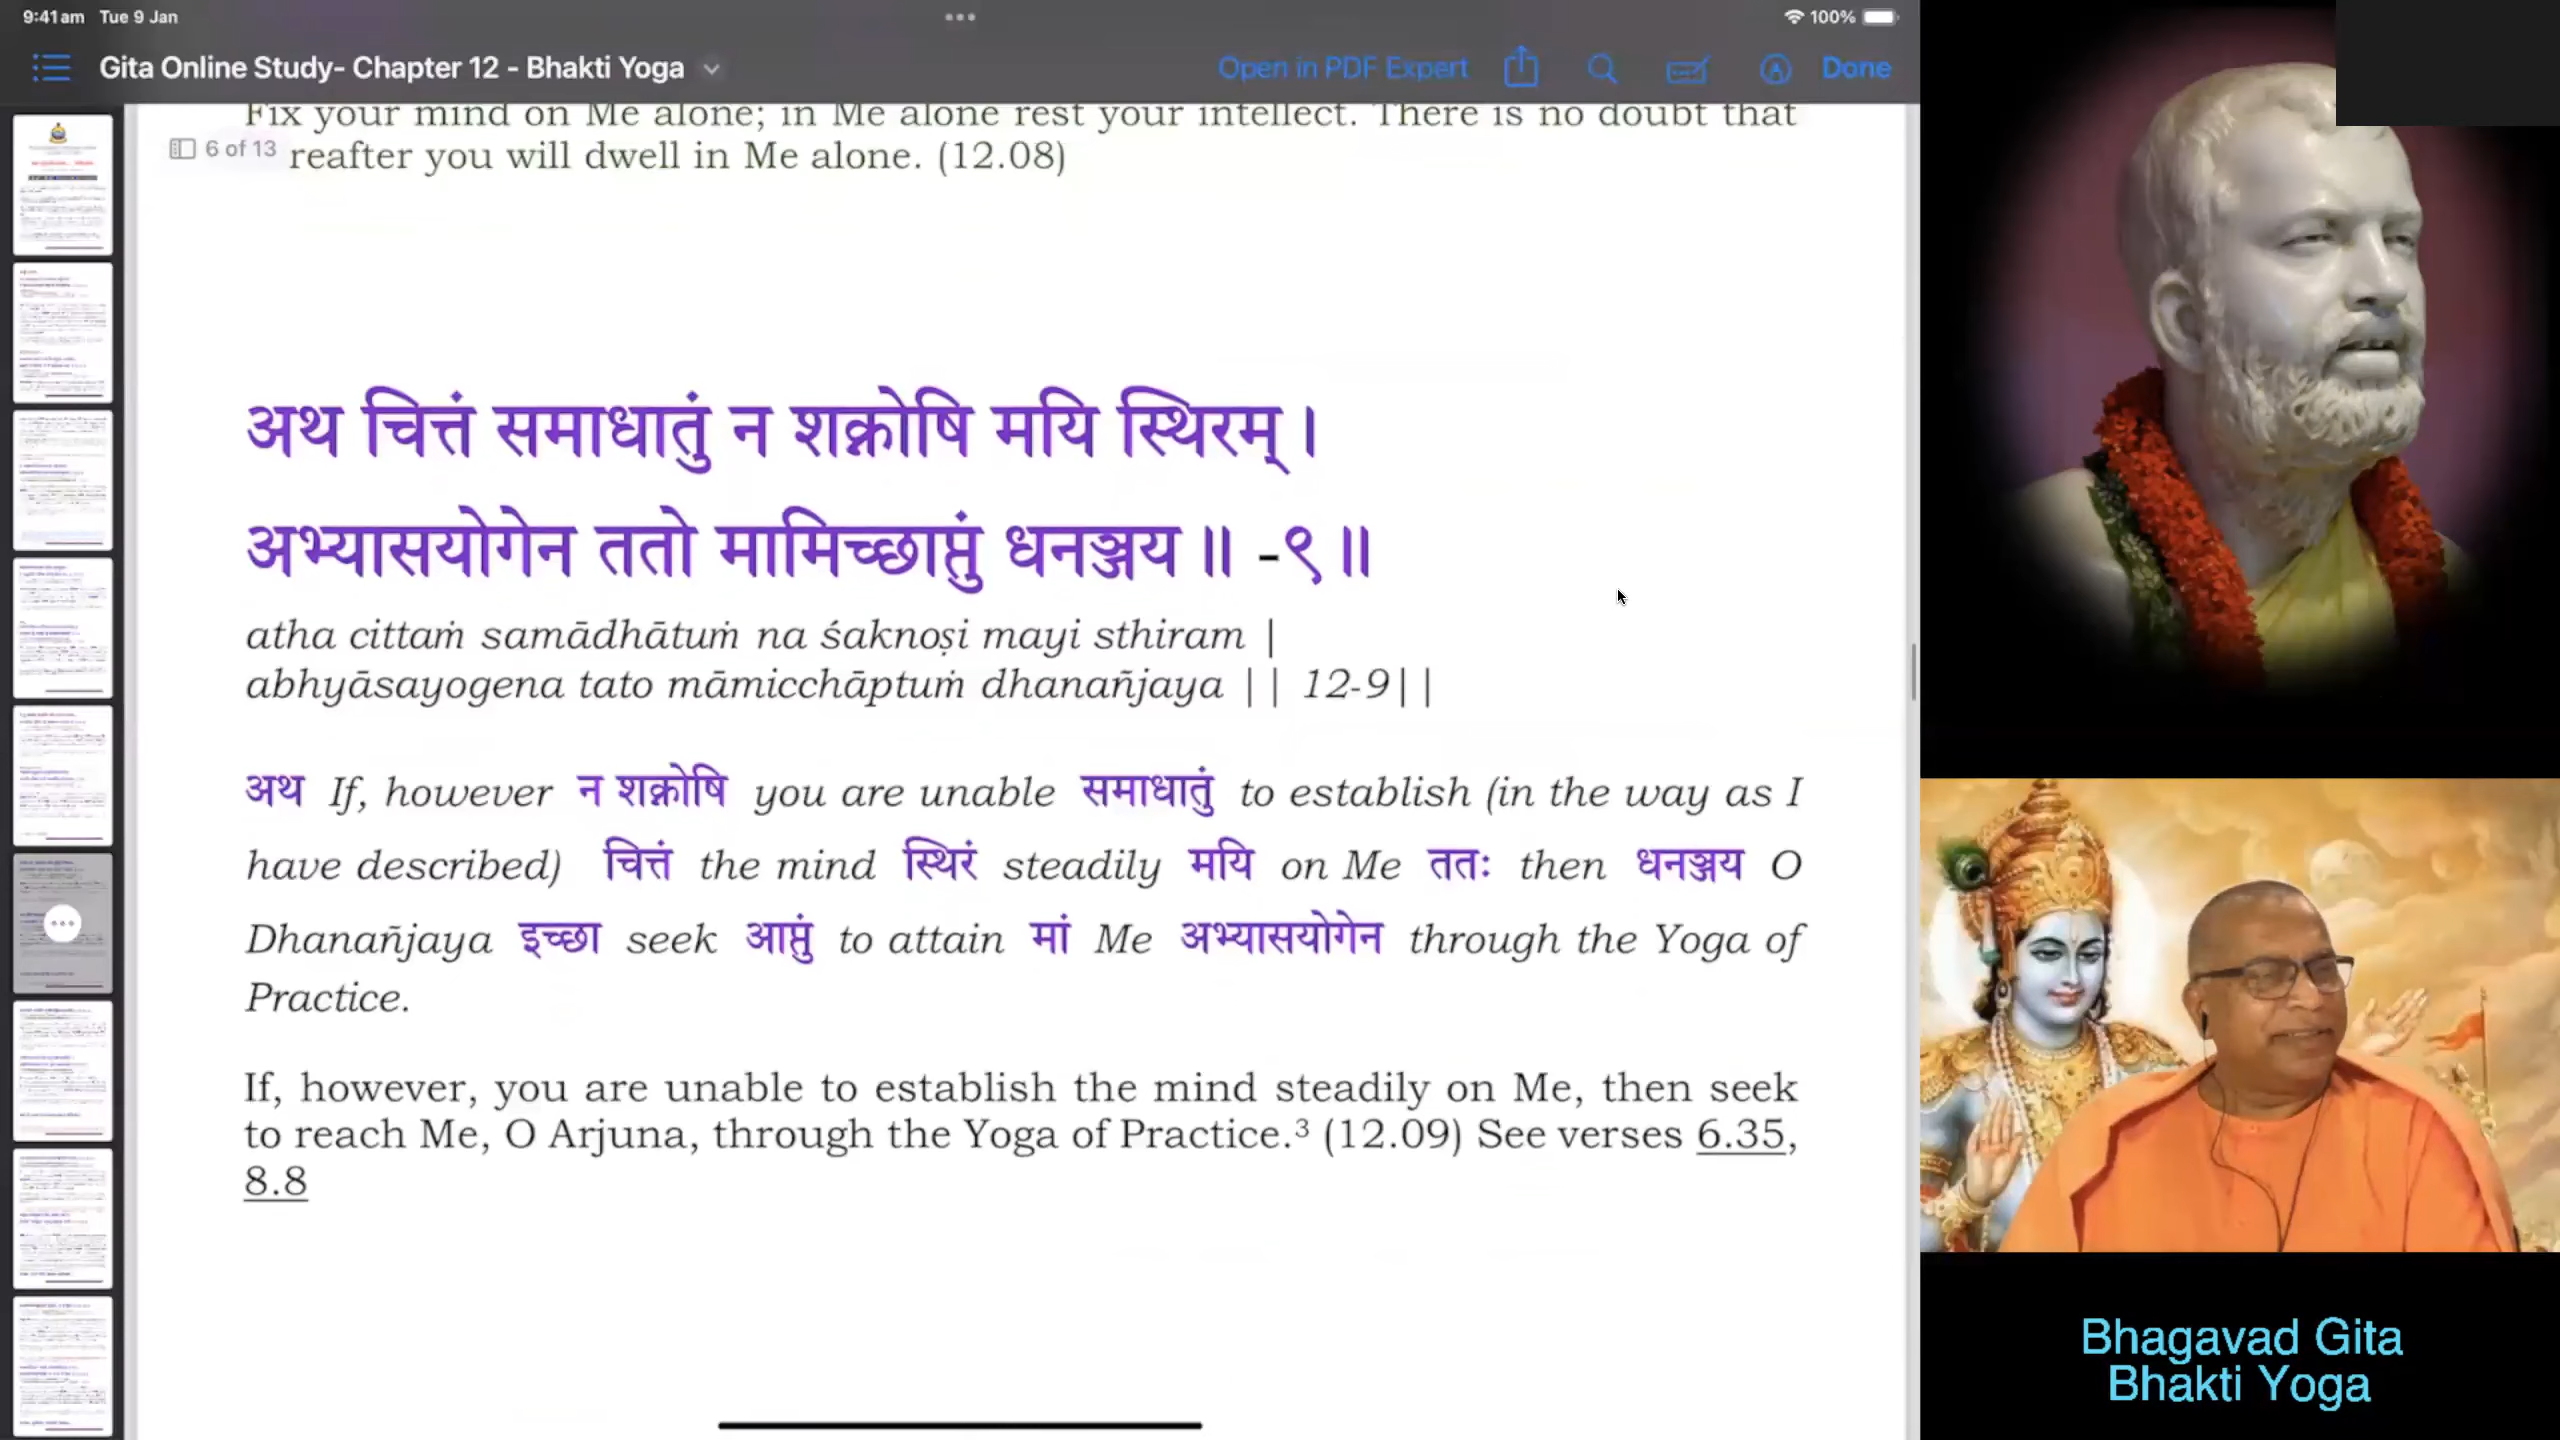 9:41am Tue 9 Jan
100%
Gita Online Study- Chapter 12 - Bhakti Yoga
Open in PDF Expert
Done
Fix your mind on Me alone; in Me alone rest your intellect. There is no doubt that
6 of 13
reafter you will dwell in Me alone. (12.08)
अथ चित्तं समाधातुं न शक्नोषि मयि स्थिरम् ।
अभ्यासयोगेन ततो मामिच्छाप्तुं धनञ्जय ॥ -९ ॥
atha cittaṁ samādhātuṁ na śaknoṣi mayi sthiram |
abhyāsayogena tato māmicchāptuṁ dhanañjaya || 12-9||
अथ If, however न शक्नोषि you are unable समाधातुं to establish (in the way as I
have described) चित्तं the mind स्थिरं steadily मयि on Me ततः then धनञ्जय O
Dhanañjaya इच्छा seek आप्तुं to attain मां Me अभ्यासयोगेन through the Yoga of
Practice.
If, however, you are unable to establish the mind steadily on Me, then seek
to reach Me, O Arjuna, through the Yoga of Practice.³ (12.09) See verses 6.35,
8.8
Bhagavad Gita
Bhakti Yoga